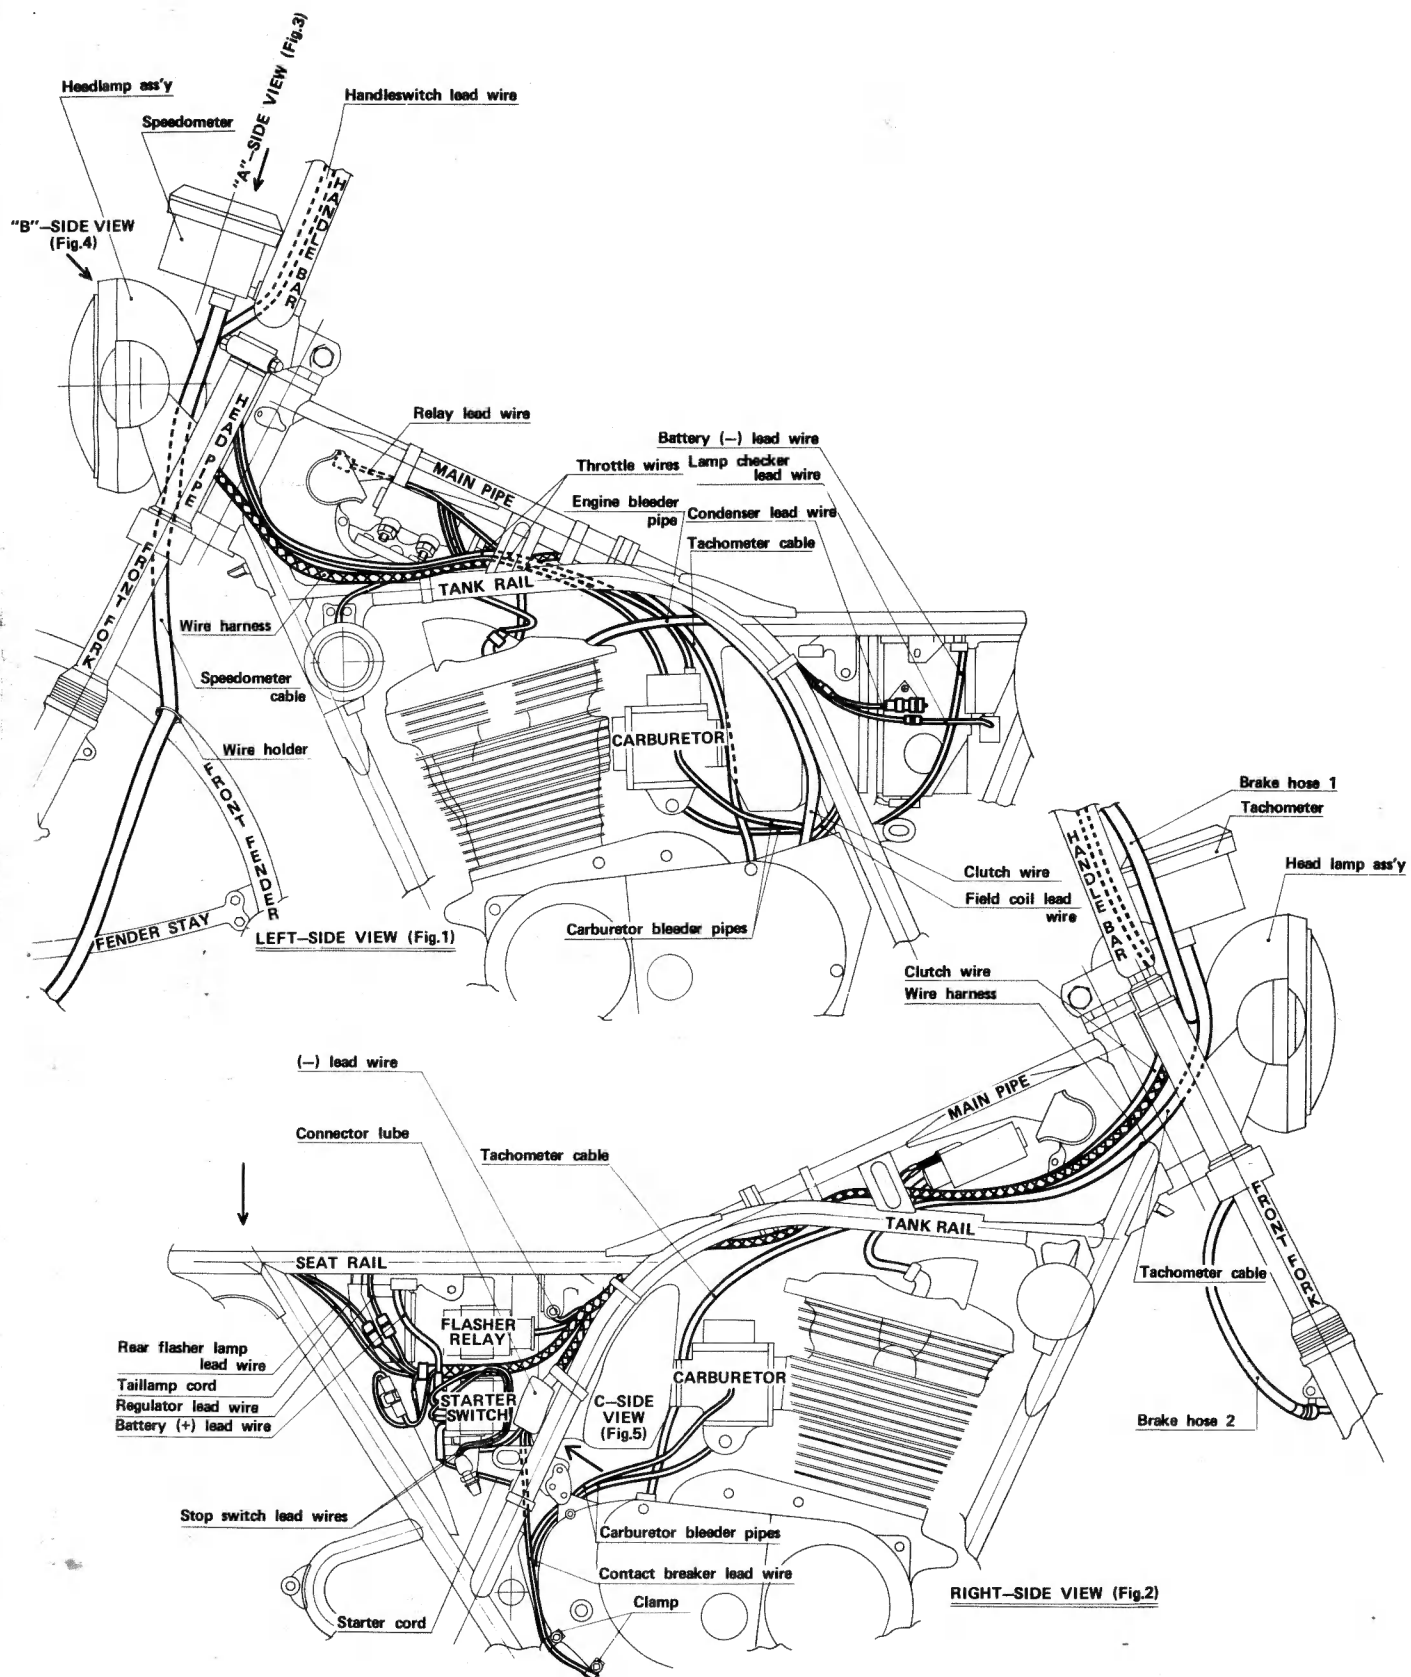 "A"–SIDE VIEW (Fig.3)
Headlamp ass'y
Handleswitch lead wire
Speedometer
"B"–SIDE VIEW
(Fig.4)
HANDLE BAR
HEAD PIPE
Relay lead wire
MAIN PIPE
Battery (–) lead wire
Throttle wires
Lamp checker
lead wire
Engine bleeder
pipe
Condenser lead wire
Tachometer cable
TANK RAIL
FRONT FORK
Wire harness
Speedometer
cable
CARBURETOR
Wire holder
FRONT FENDER
FENDER STAY
LEFT–SIDE VIEW (Fig.1)
Clutch wire
Field coil lead
wire
Carburetor bleeder pipes
Brake hose 1
Tachometer
HANDLE BAR
Head lamp ass'y
Clutch wire
Wire harness
(–) lead wire
MAIN PIPE
Connector lube
Tachometer cable
TANK RAIL
FRONT FORK
SEAT RAIL
Tachometer cable
FLASHER
RELAY
Rear flasher lamp
lead wire
Taillamp cord
Regulator lead wire
Battery (+) lead wire
STARTER
SWITCH
CARBURETOR
C–SIDE
VIEW
(Fig.5)
Brake hose 2
Stop switch lead wires
Carburetor bleeder pipes
Contact breaker lead wire
RIGHT–SIDE VIEW (Fig.2)
Clamp
Starter cord